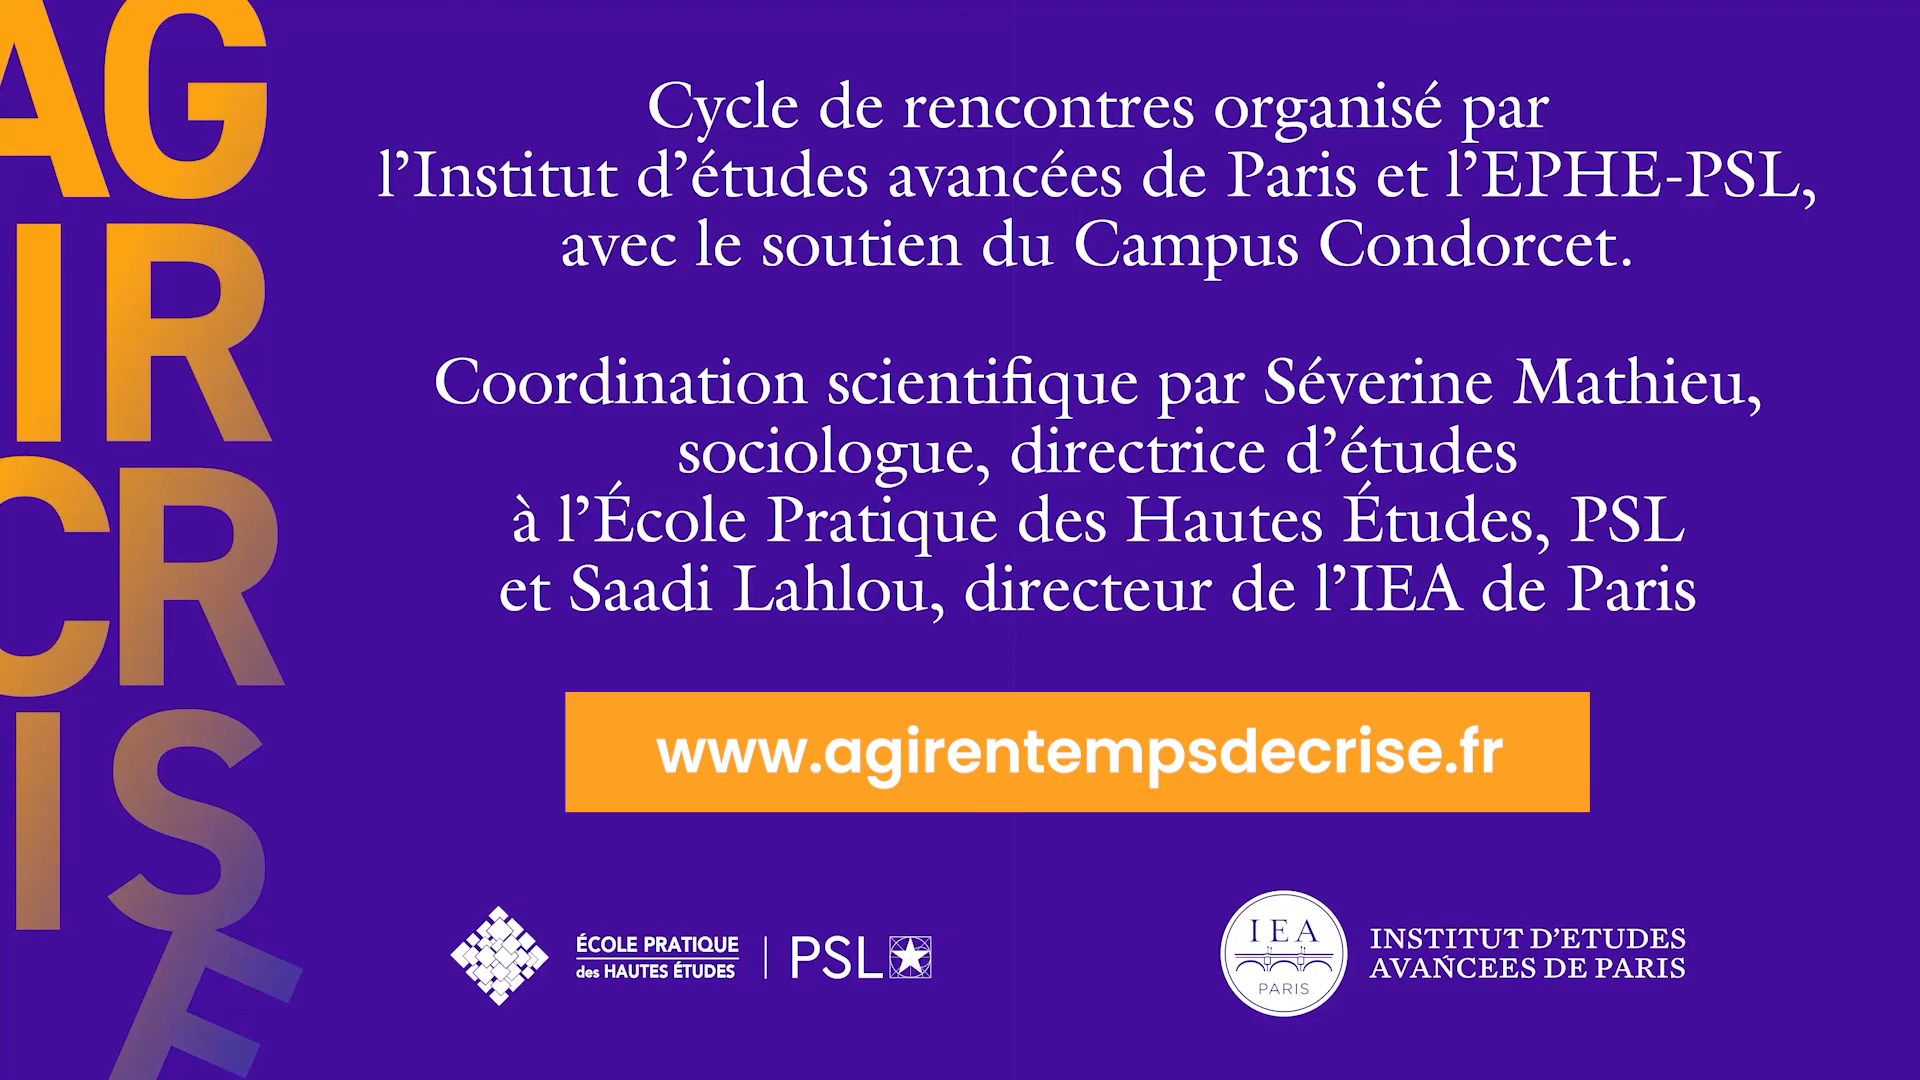 AG
IR
CR
IS
E
Cycle de rencontres organisé par
l’Institut d’études avancées de Paris et l’EPHE-PSL,
avec le soutien du Campus Condorcet.
Coordination scientifique par Séverine Mathieu,
sociologue, directrice d’études
à l’École Pratique des Hautes Études, PSL
et Saadi Lahlou, directeur de l’IEA de Paris
www.agirentempsdecrise.fr
ÉCOLE PRATIQUE
des HAUTES ÉTUDES
PSL
IEA
PARIS
INSTITUT D’ETUDES
AVANCEES DE PARIS